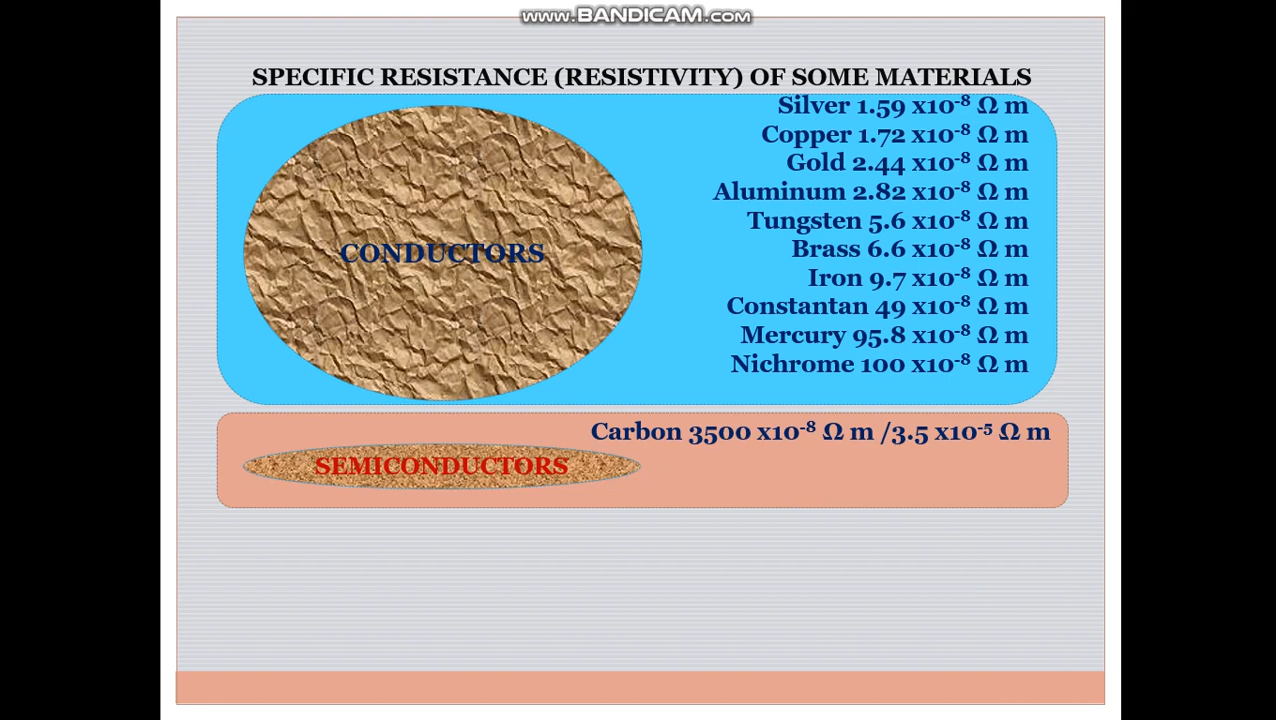 www.BANDICAM.com
SPECIFIC RESISTANCE (RESISTIVITY) OF SOME MATERIALS
Silver 1.59 x10⁻⁸ Ω m
Copper 1.72 x10⁻⁸ Ω m
Gold 2.44 x10⁻⁸ Ω m
Aluminum 2.82 x10⁻⁸ Ω m
Tungsten 5.6 x10⁻⁸ Ω m
CONDUCTORS
Brass 6.6 x10⁻⁸ Ω m
Iron 9.7 x10⁻⁸ Ω m
Constantan 49 x10⁻⁸ Ω m
Mercury 95.8 x10⁻⁸ Ω m
Nichrome 100 x10⁻⁸ Ω m
Carbon 3500 x10⁻⁸ Ω m /3.5 x10⁻⁵ Ω m
SEMICONDUCTORS